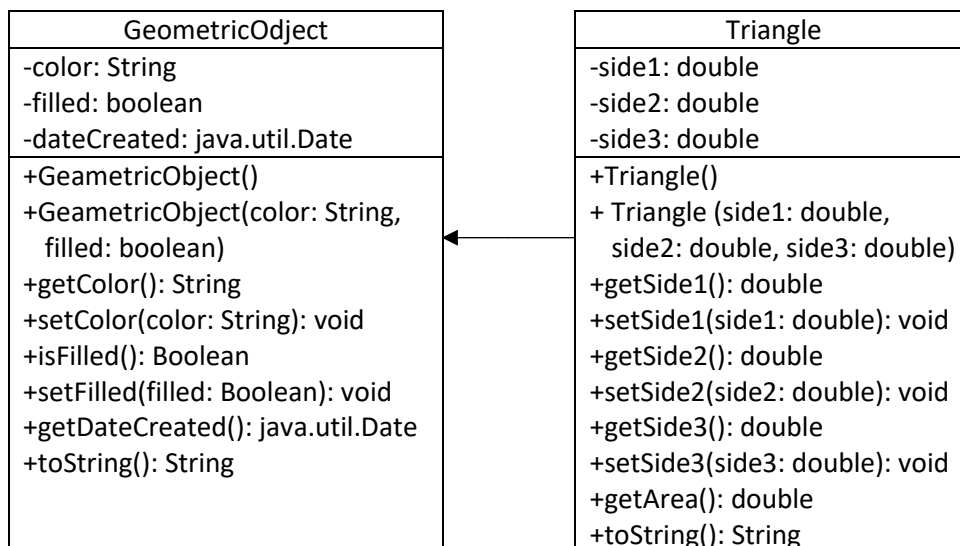 GeometricOdject
-color: String
-filled: boolean
-dateCreated: java.util.Date
+GeametricObject()
+GeametricObject(color: String,
filled: boolean)
+getColor(): String
+setColor(color: String): void
+isFilled(): Boolean
+setFilled(filled: Boolean): void
+getDateCreated(): java.util.Date
+toString(): String
Triangle
-side1: double
-side2: double
-side3: double
+Triangle()
+ Triangle (side1: double,
side2: double, side3: double)
+getSide1(): double
+setSide1(side1: double): void
+getSide2(): double
+setSide2(side2: double): void
+getSide3(): double
+setSide3(side3: double): void
+getArea(): double
+toString(): String